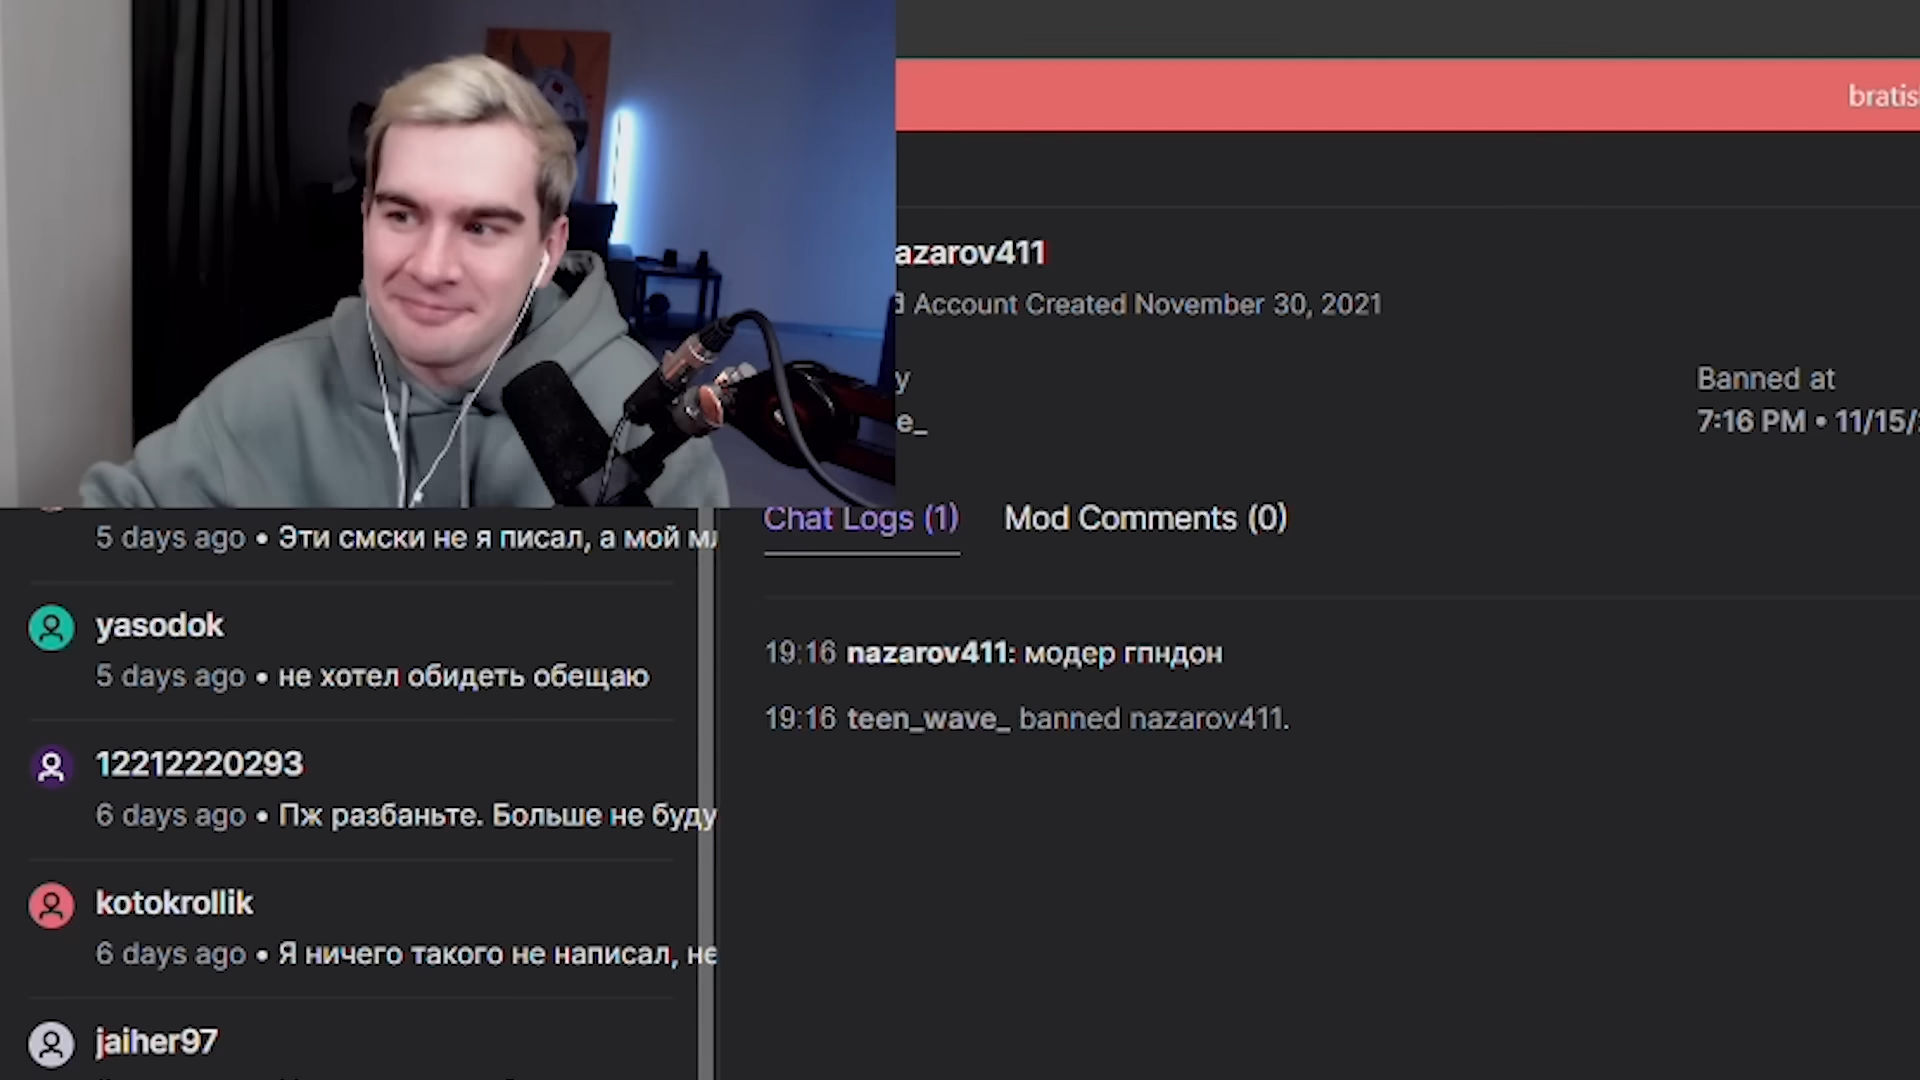 bratis
azarov411
Account Created November 30, 2021
y
Banned at
e_
7:16 PM • 11/15/
Chat Logs (1)
Mod Comments (0)
5 days ago • Эти смски не я писал, а мой мл
yasodok
5 days ago • не хотел обидеть обещаю
12212220293
6 days ago • Пж разбаньте. Больше не буду
kotokrollik
6 days ago • Я ничего такого не написал, не
jaiher97
19:16 nazarov411: модер гпндон
19:16 teen_wave_ banned nazarov411.